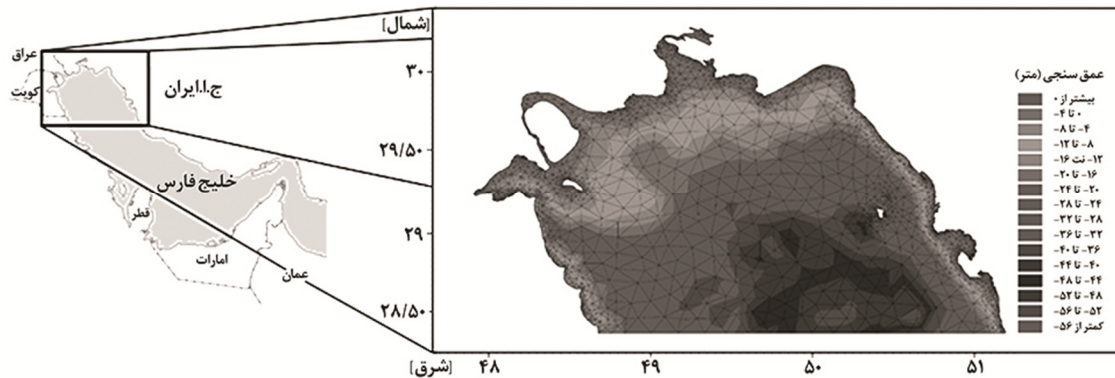 عراق
کویت
ج.ا.ایران
خلیج فارس
قطر
امارات
عمان
[شمال]
۳۰
۲۹/۵۰
۲۹
۲۸/۵۰
[شرق]
۴۸
۴۹
۵۰
۵۱
عمق سنجی (متر)
بیشتر از ۰
۰ تا ۴-
۴- تا ۸-
۸- تا ۱۲-
۱۲- نت ۱۶-
۱۶- تا ۲۰-
۲۰- تا ۲۴-
۲۴- تا ۲۸-
۲۸- تا ۳۲-
۳۲- تا ۳۶-
۳۶- تا ۴۰-
۴۰- تا ۴۴-
۴۴- تا ۴۸-
۴۸- تا ۵۲-
۵۲- تا ۵۶-
کمتر از ۵۶-